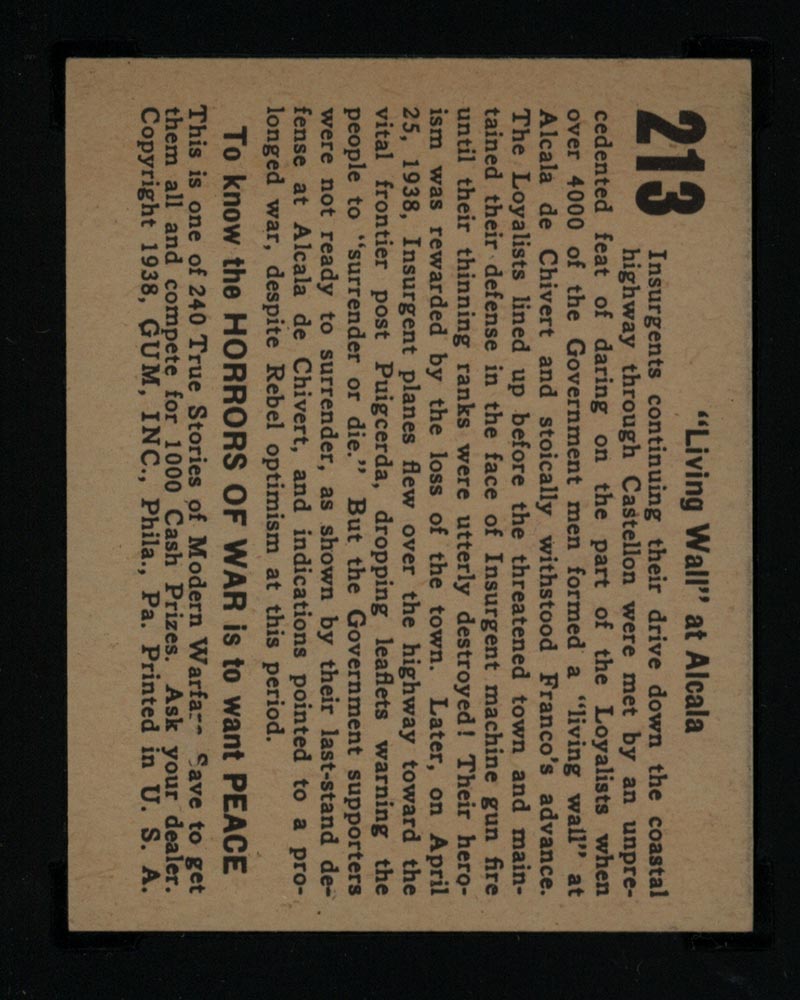 213
"Living Wall" at Alcala
Insurgents continuing their drive down the coastal
highway through Castellon were met by an unpre-
cedented feat of daring on the part of the Loyalists when
over 4000 of the Government men formed a "living wall" at
Alcala de Chivert and stoically withstood Franco's advance.
The Loyalists lined up before the threatened town and main-
tained their defense in the face of Insurgent machine gun fire
until their thinning ranks were utterly destroyed! Their hero-
ism was rewarded by the loss of the town. Later, on April
25, 1938, Insurgent planes flew over the highway toward the
vital frontier post Puigcerda, dropping leaflets warning the
people to "surrender or die." But the Government supporters
were not ready to surrender, as shown by their last-stand de-
fense at Alcala de Chivert, and indications pointed to a pro-
longed war, despite Rebel optimism at this period.
To know the HORRORS OF WAR is to want PEACE
This is one of 240 True Stories of Modern Save to get
them all and compete for 1000 Cash Prizes. Ask your dealer.
Copyright 1938, GUM, INC., Phila., Pa. Printed in U. S. A.